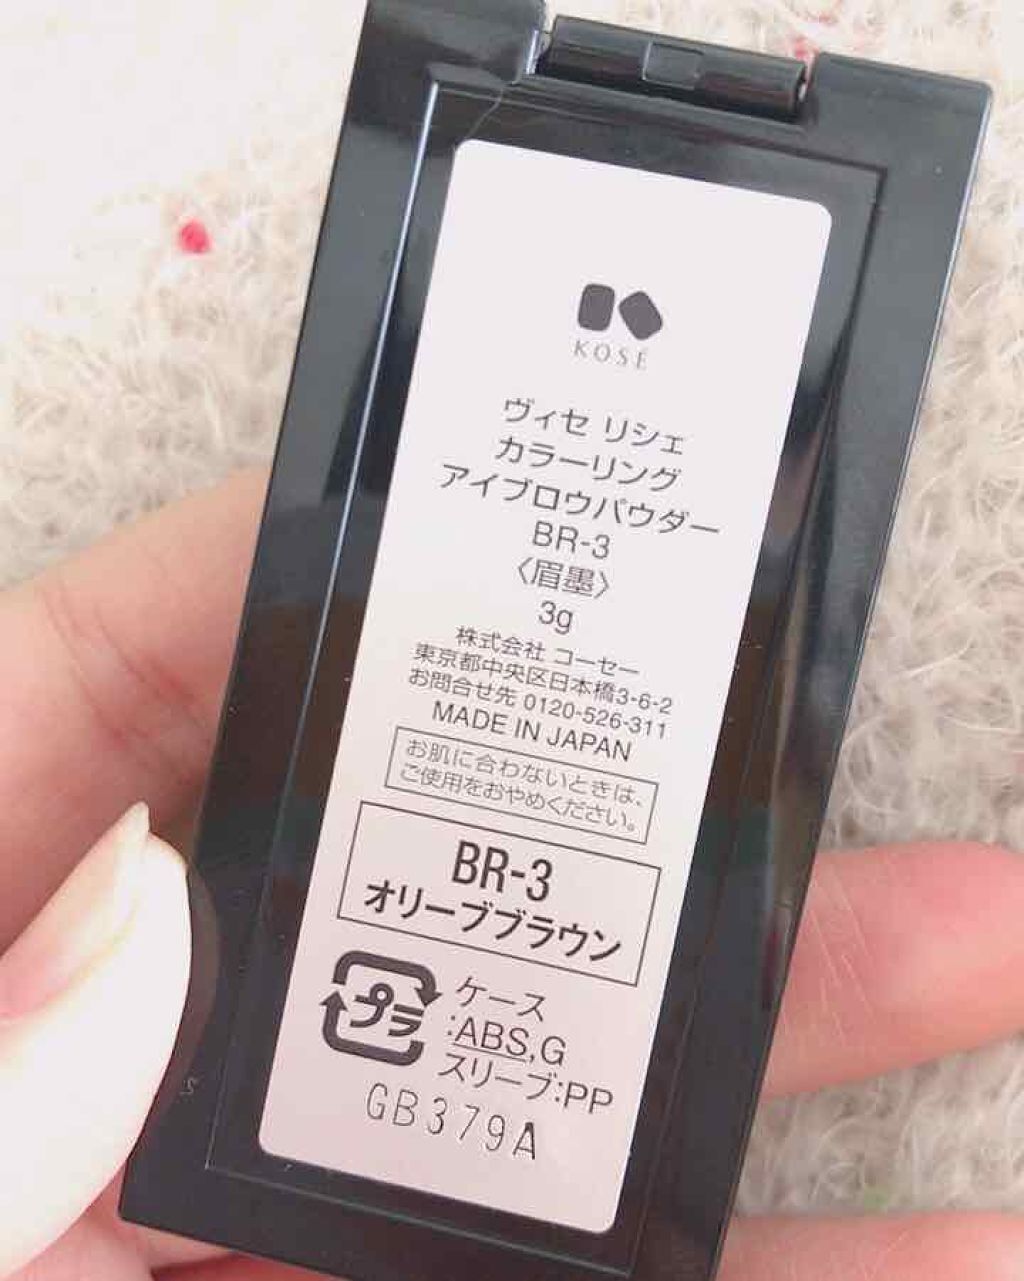 KOSÉ
ヴィセ リシェ
カラーリング
アイブロウパウダー
BR-3
〈眉墨〉
3g
株式会社 コーセー
東京都中央区日本橋3-6-2
お問合せ先 0120-526-311
MADE IN JAPAN
お肌に合わないときは、
ご使用をおやめください。
BR-3
オリーブブラウン
プラ
ケース
:ABS,G
スリーブ:PP
GB379A